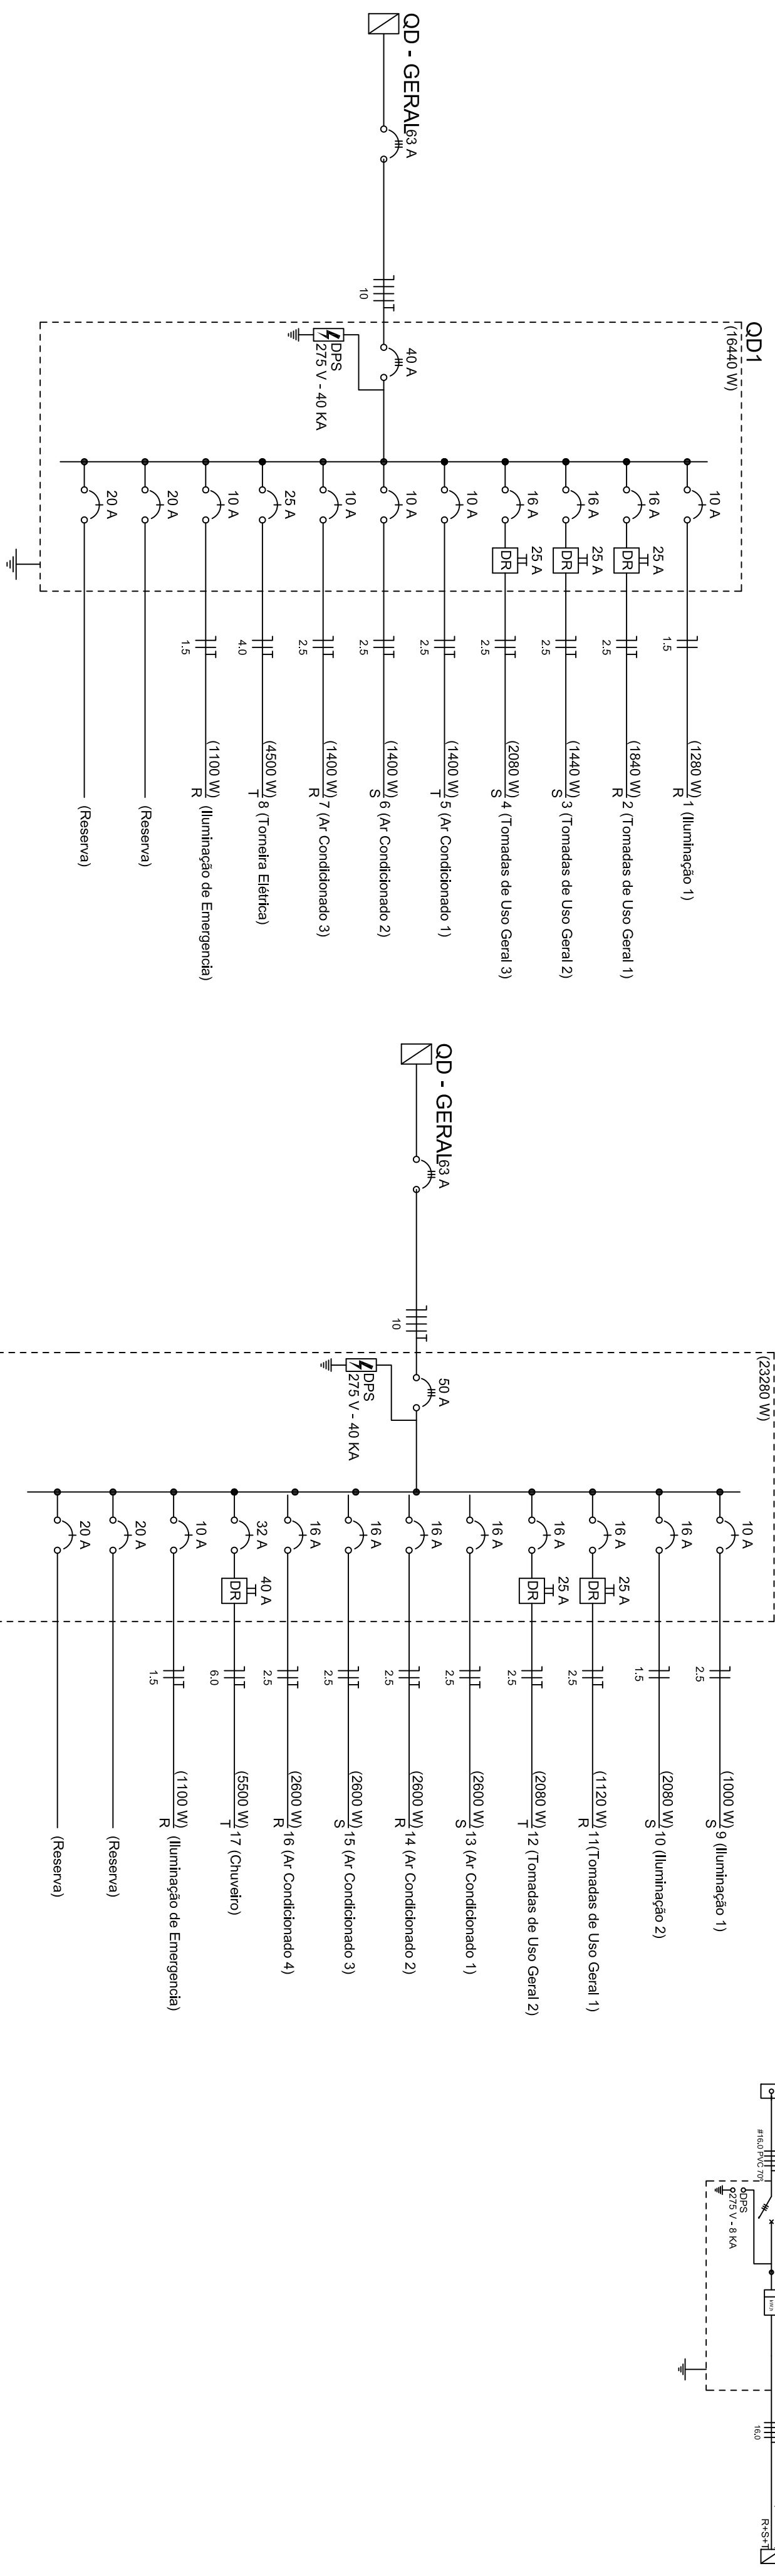 QD - GERAL
63 A
10
QD1
(16440 W)
40 A
DPS
275 V - 40 KA
10 A
1.5
(1280 W)
R
1 (Iluminação 1)
16 A
25 A
DR
2.5
(1840 W)
R
2 (Tomadas de Uso Geral 1)
16 A
25 A
DR
2.5
(1440 W)
S
3 (Tomadas de Uso Geral 2)
16 A
25 A
DR
2.5
(2080 W)
S
4 (Tomadas de Uso Geral 3)
10 A
2.5
(1400 W)
T
5 (Ar Condicionado 1)
10 A
2.5
(1400 W)
S
6 (Ar Condicionado 2)
10 A
2.5
(1400 W)
R
7 (Ar Condicionado 3)
25 A
4.0
(4500 W)
T
8 (Torneira Elétrica)
10 A
1.5
(1100 W)
R
(Iluminação de Emergencia)
20 A
(Reserva)
20 A
(Reserva)
QD - GERAL
63 A
10
(23280 W)
50 A
DPS
275 V - 40 KA
10 A
2.5
(1000 W)
S
9 (Iluminação 1)
16 A
1.5
(2080 W)
S
10 (Iluminação 2)
16 A
25 A
DR
2.5
(1120 W)
R
11(Tomadas de Uso Geral 1)
16 A
25 A
DR
2.5
(2080 W)
T
12 (Tomadas de Uso Geral 2)
16 A
2.5
(2600 W)
S
13 (Ar Condicionado 1)
16 A
2.5
(2600 W)
R
14 (Ar Condicionado 2)
16 A
2.5
(2600 W)
S
15 (Ar Condicionado 3)
16 A
2.5
(2600 W)
R
16 (Ar Condicionado 4)
32 A
40 A
DR
6.0
(5500 W)
T
17 (Chuveiro)
10 A
1.5
(1100 W)
R
(Iluminação de Emergencia)
20 A
(Reserva)
20 A
(Reserva)
#16,0 PVC 70°
DPS
275 V - 8 KA
16,0
R+S+T